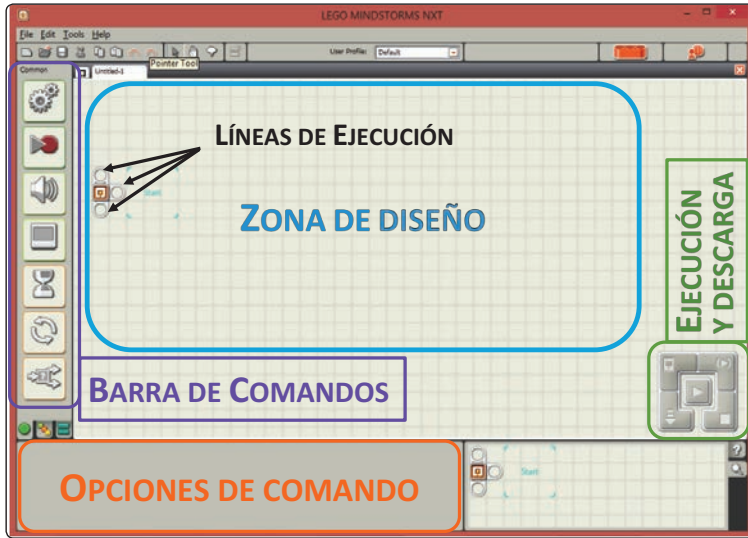 LEGO MINDSTORMS NXT
File Edit Tools Help
User Profile: Default
Pointer Tool
Common
Untitled-1
LÍNEAS DE EJECUCIÓN
Start
ZONA DE DISEÑO
EJECUCIÓN
Y DESCARGA
BARRA DE COMANDOS
OPCIONES DE COMANDO
Start
?